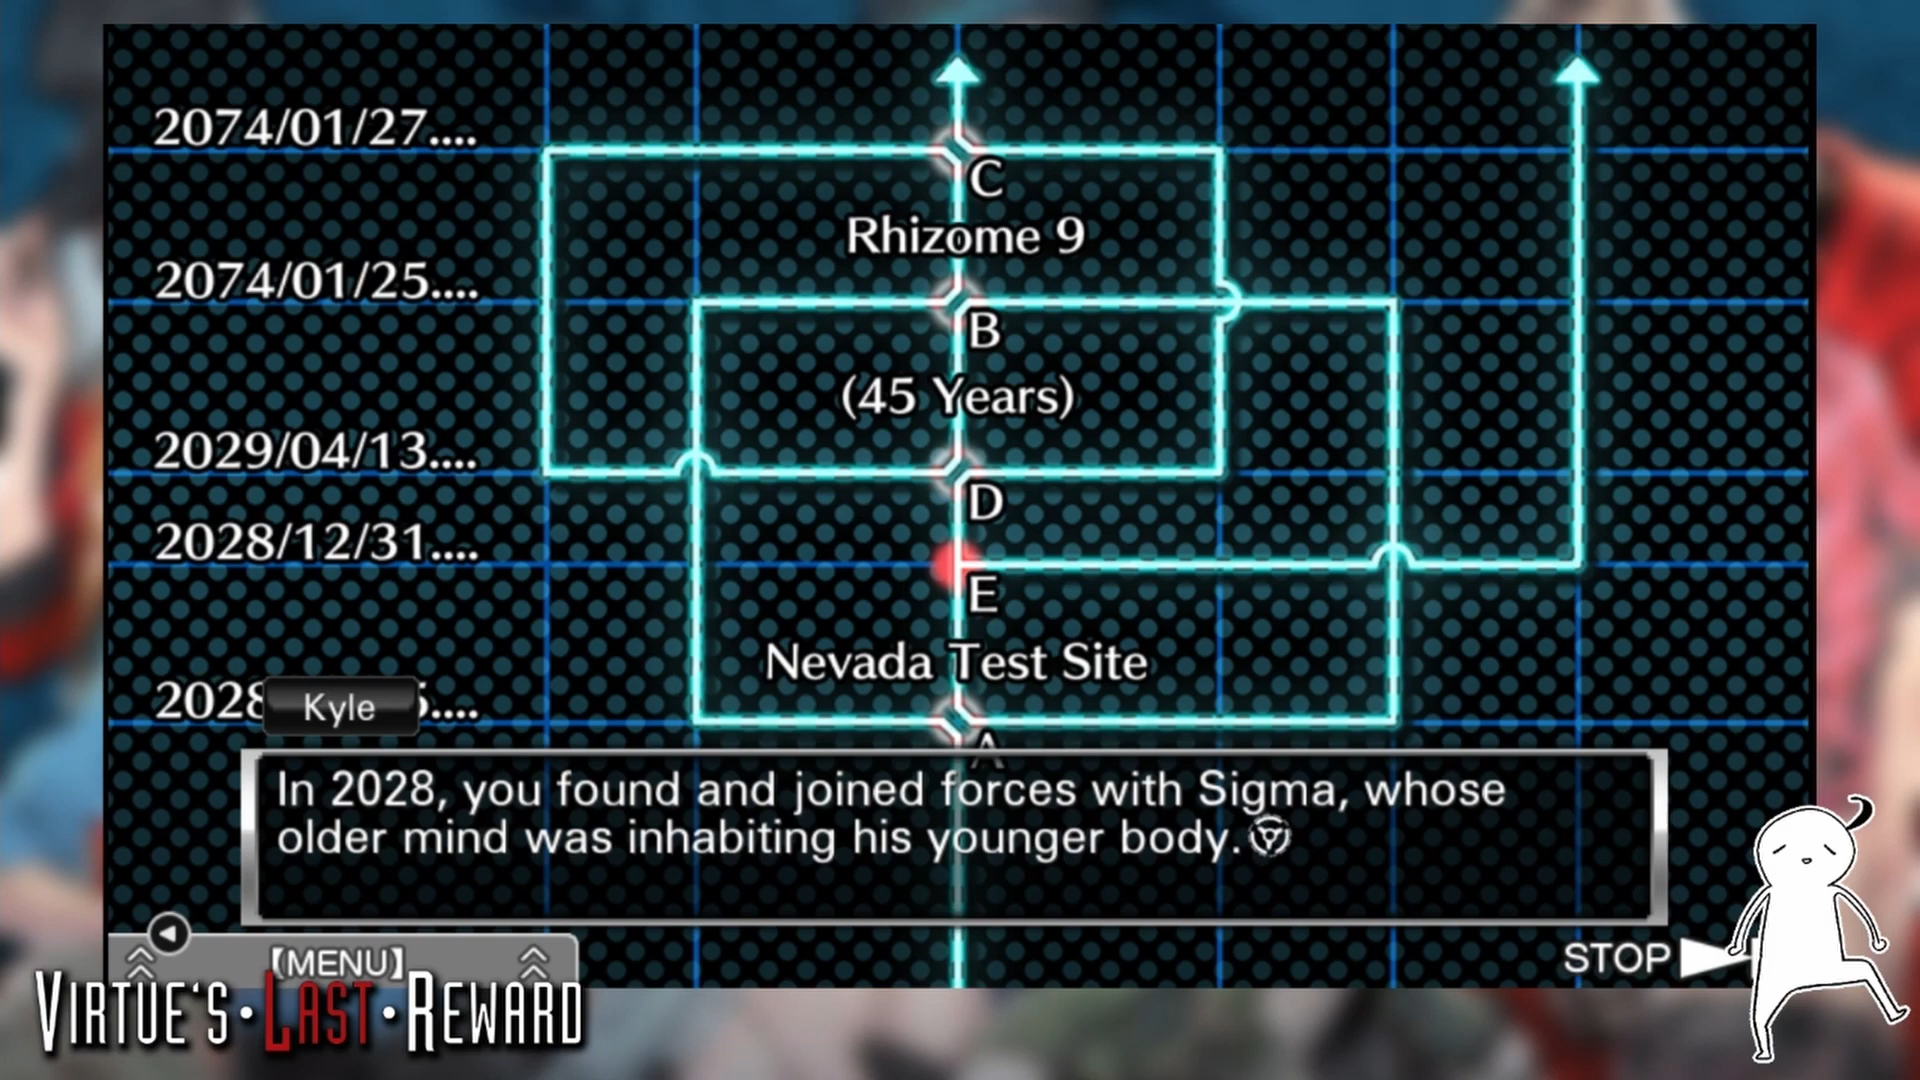 2074/01/27....
C
Rhizome 9
2074/01/25....
B
(45 Years)
2029/04/13....
D
2028/12/31....
E
Nevada Test Site
Kyle
A
In 2028, you found and joined forces with Sigma, whose
older mind was inhabiting his younger body.
【MENU】
STOP
VIRTUE'S•LAST•REWARD